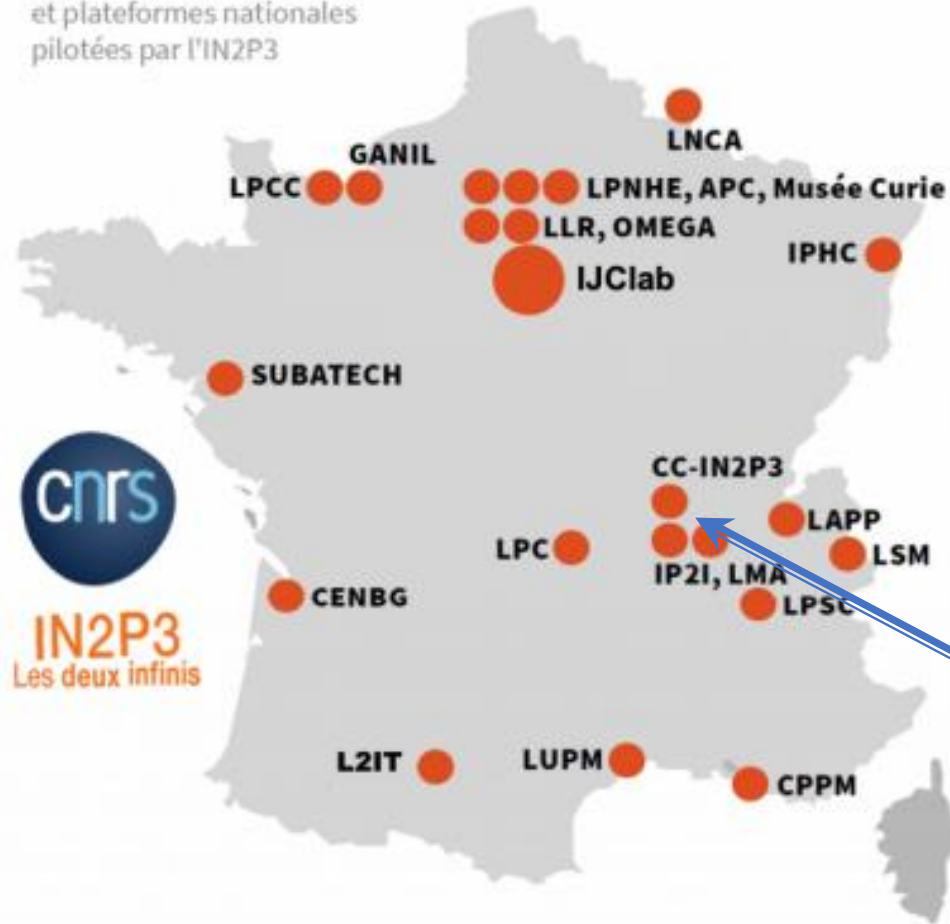 et plateformes nationales
pilotées par l'IN2P3
LNCA
GANIL
LPCC
LPNHE, APC, Musée Curie
LLR, OMEGA
IPHC
IJClab
SUBATECH
cnrs
CC-IN2P3
LAPP
LPC
LSM
IP2I, LMA
CENBG
LPSC
IN2P3
Les deux infinis
L2IT
LUPM
CPPM